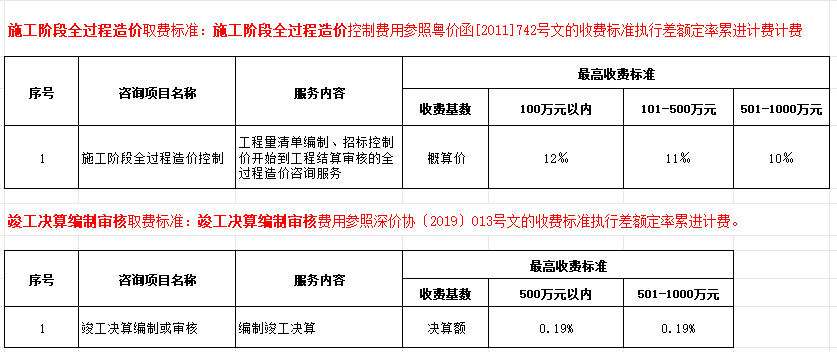 施工阶段全过程造价取费标准：施工阶段全过程造价控制费用参照粤价函[2011]742号文的收费标准执行差额定率累进计费计费
序号 咨询项目名称 服务内容 最高收费标准
收费基数 100万元以内 101-500万元 501-1000万元
1 施工阶段全过程造价控制 工程量清单编制、招标控制
价开始到工程结算审核的全
过程造价咨询服务 概算价 12‰ 11‰ 10‰
竣工决算编制审核取费标准：竣工决算编制审核费用参照深价协〔2019〕013号文的收费标准执行差额定率累进计费。
序号 咨询项目名称 服务内容 最高收费标准
收费基数 500万元以内 501-1000万元
1 竣工决算编制或审核 编制竣工决算 决算额 0.19% 0.19%